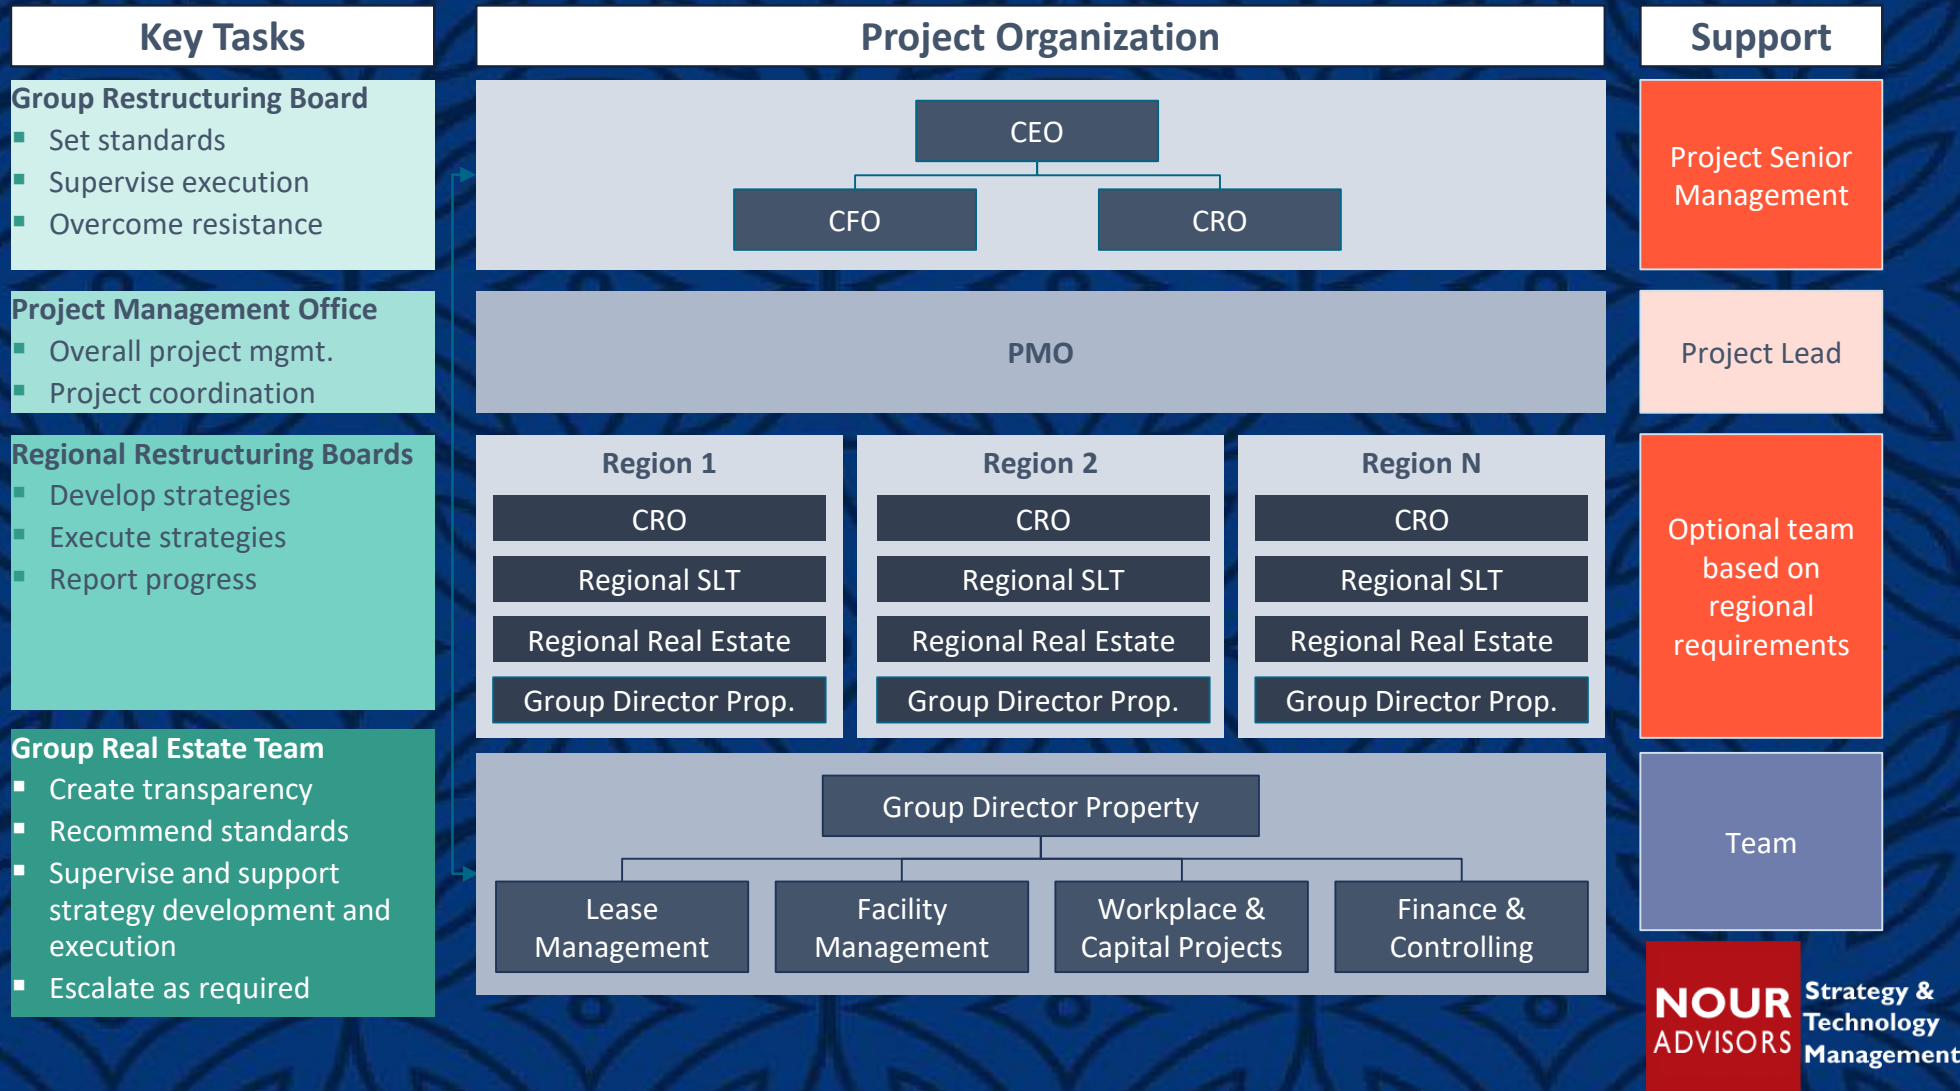 Key Tasks
Project Organization
Support
Group Restructuring Board
Set standards
Supervise execution
Overcome resistance
CEO
CFO
CRO
Project Senior
Management
Project Management Office
Overall project mgmt.
Project coordination
PMO
Project Lead
Regional Restructuring Boards
Develop strategies
Execute strategies
Report progress
Region 1
CRO
Regional SLT
Regional Real Estate
Group Director Prop.
Region 2
CRO
Regional SLT
Regional Real Estate
Group Director Prop.
Region N
CRO
Regional SLT
Regional Real Estate
Group Director Prop.
Optional team
based on
regional
requirements
Group Real Estate Team
Create transparency
Recommend standards
Supervise and support
strategy development and
execution
Escalate as required
Group Director Property
Lease
Management
Facility
Management
Workplace &
Capital Projects
Finance &
Controlling
Team
NOUR
ADVISORS
Strategy &
Technology
Management